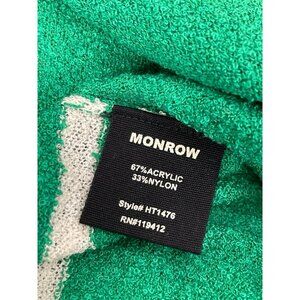 MONROW
67%ACRYLIC
33%NYLON
Style# HT1476
RN#119412